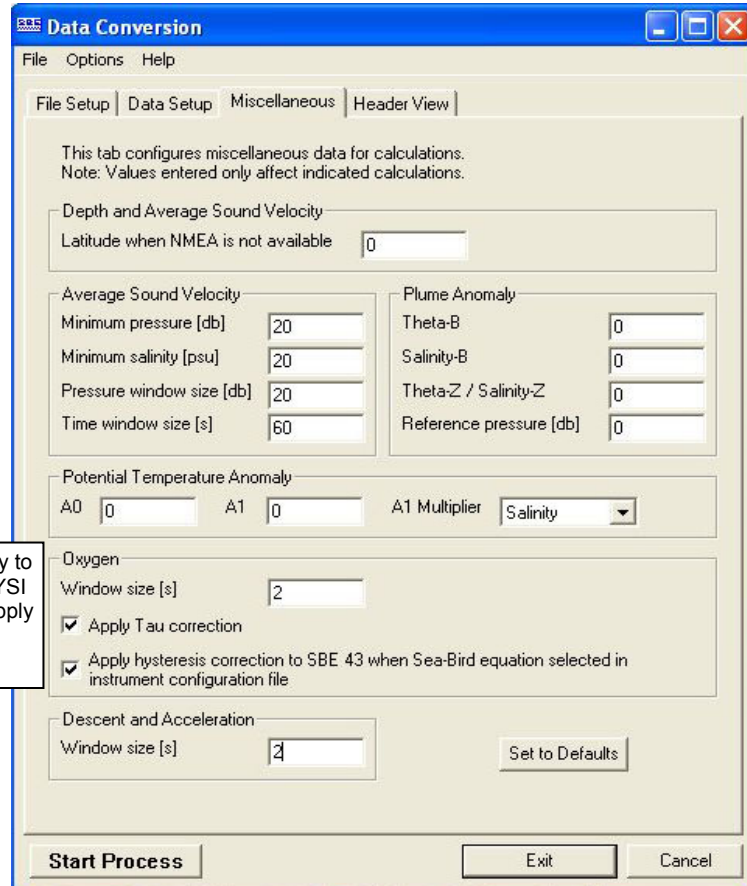 SBE Data Conversion
File Options Help
File Setup Data Setup Miscellaneous Header View
This tab configures miscellaneous data for calculations.
Note: Values entered only affect indicated calculations.
Depth and Average Sound Velocity
Latitude when NMEA is not available 0
Average Sound Velocity
Minimum pressure [db] 20
Minimum salinity [psu] 20
Pressure window size [db] 20
Time window size [s] 60
Plume Anomaly
Theta-B 0
Salinity-B 0
Theta-Z / Salinity-Z 0
Reference pressure [db] 0
Potential Temperature Anomaly
A0 0 A1 0 A1 Multiplier Salinity
y to
YSI
Oxygen
Window size [s] 2
Apply Tau correction
Apply hysteresis correction to SBE 43 when Sea-Bird equation selected in
instrument configuration file
Descent and Acceleration
Window size [s] 2
Set to Defaults
Start Process Exit Cancel